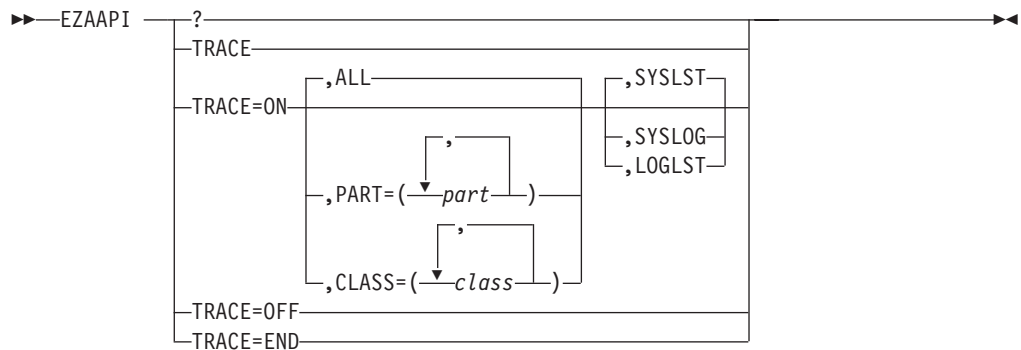 EZAAPI ?
TRACE
,ALL ,SYSLST
TRACE=ON
,SYSLOG
, ,LOGLST
,PART=( part )
,
,CLASS=( class )
TRACE=OFF
TRACE=END